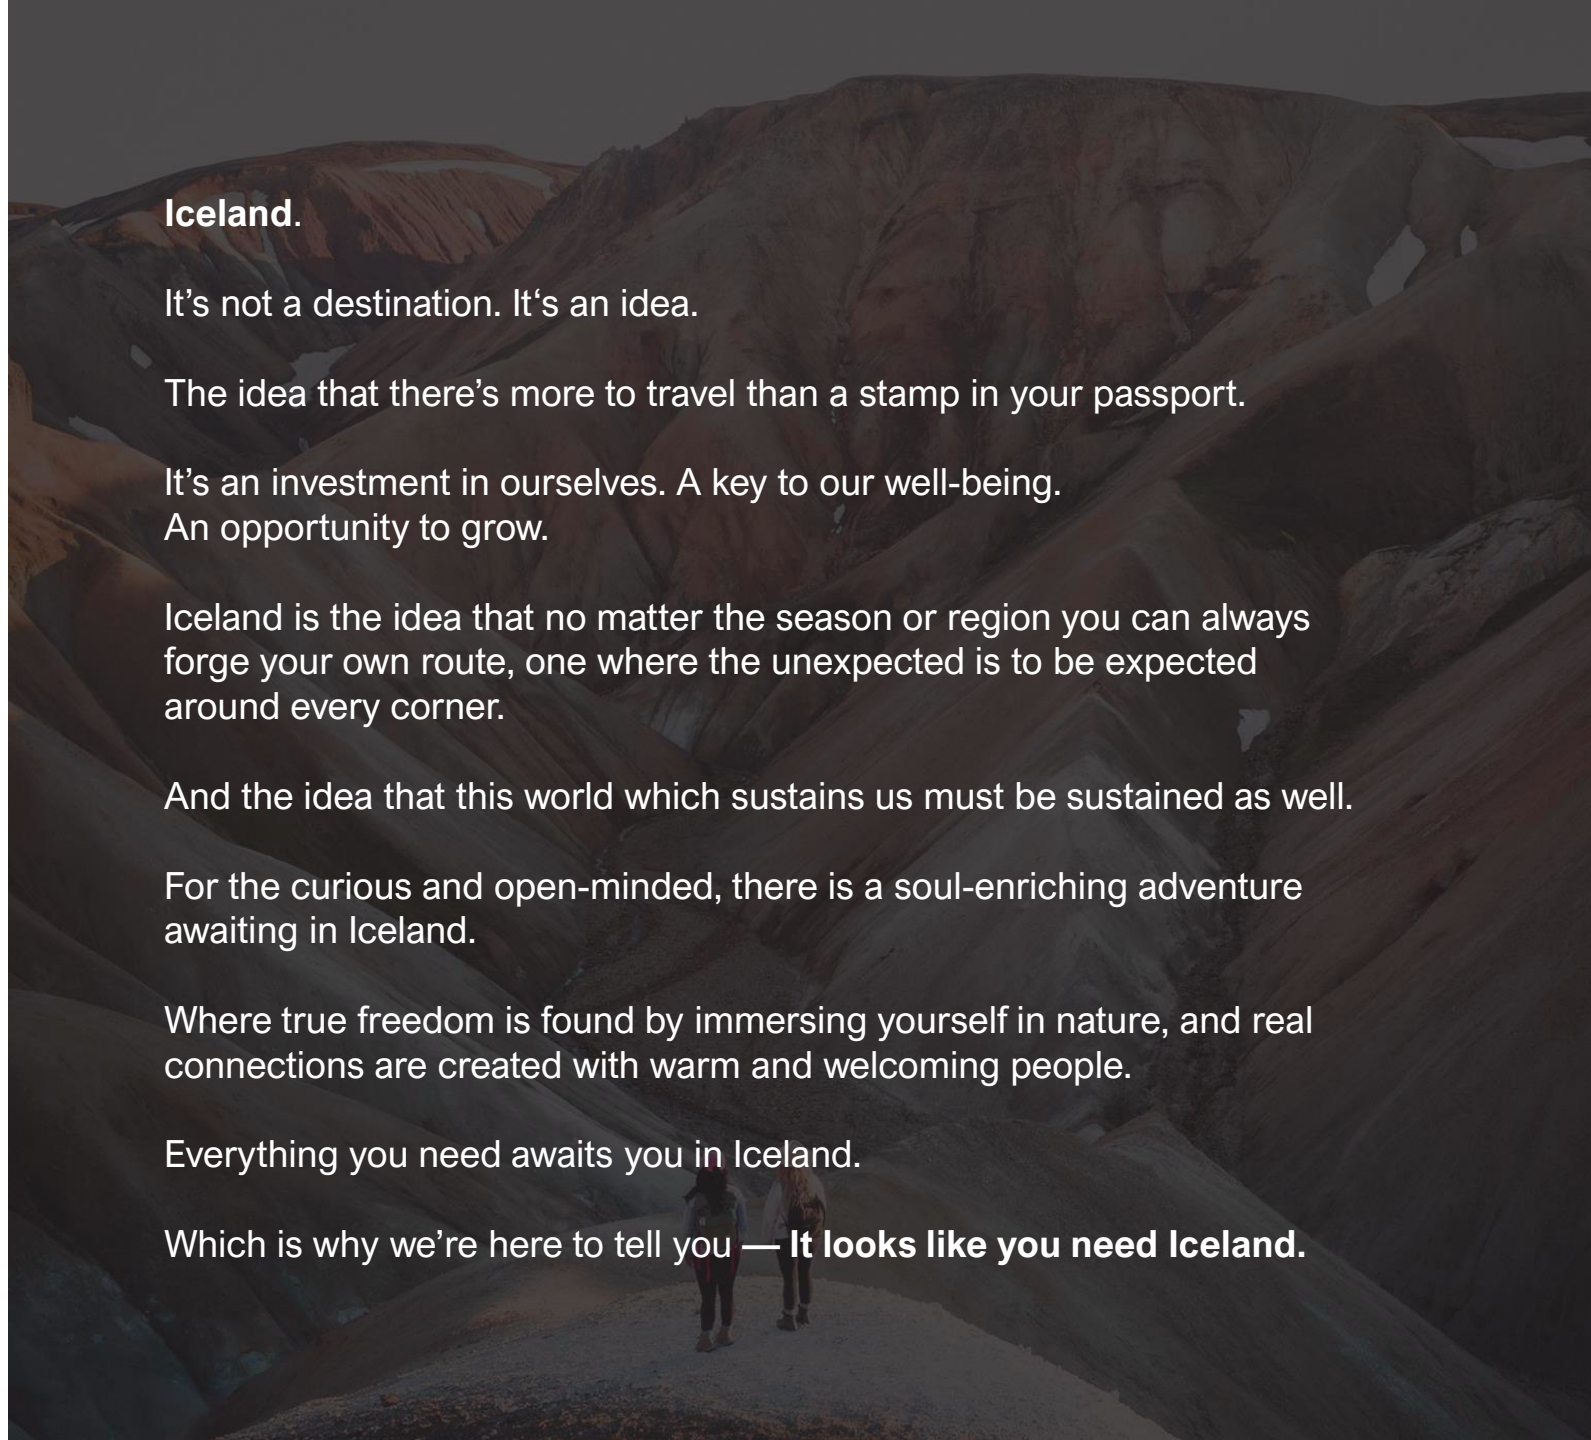 Iceland.
It’s not a destination. It‘s an idea.
The idea that there’s more to travel than a stamp in your passport.
It’s an investment in ourselves. A key to our well-being.
An opportunity to grow.
Iceland is the idea that no matter the season or region you can always
forge your own route, one where the unexpected is to be expected
around every corner.
And the idea that this world which sustains us must be sustained as well.
For the curious and open-minded, there is a soul-enriching adventure
awaiting in Iceland.
Where true freedom is found by immersing yourself in nature, and real
connections are created with warm and welcoming people.
Everything you need awaits you in Iceland.
Which is why we’re here to tell you — It looks like you need Iceland.